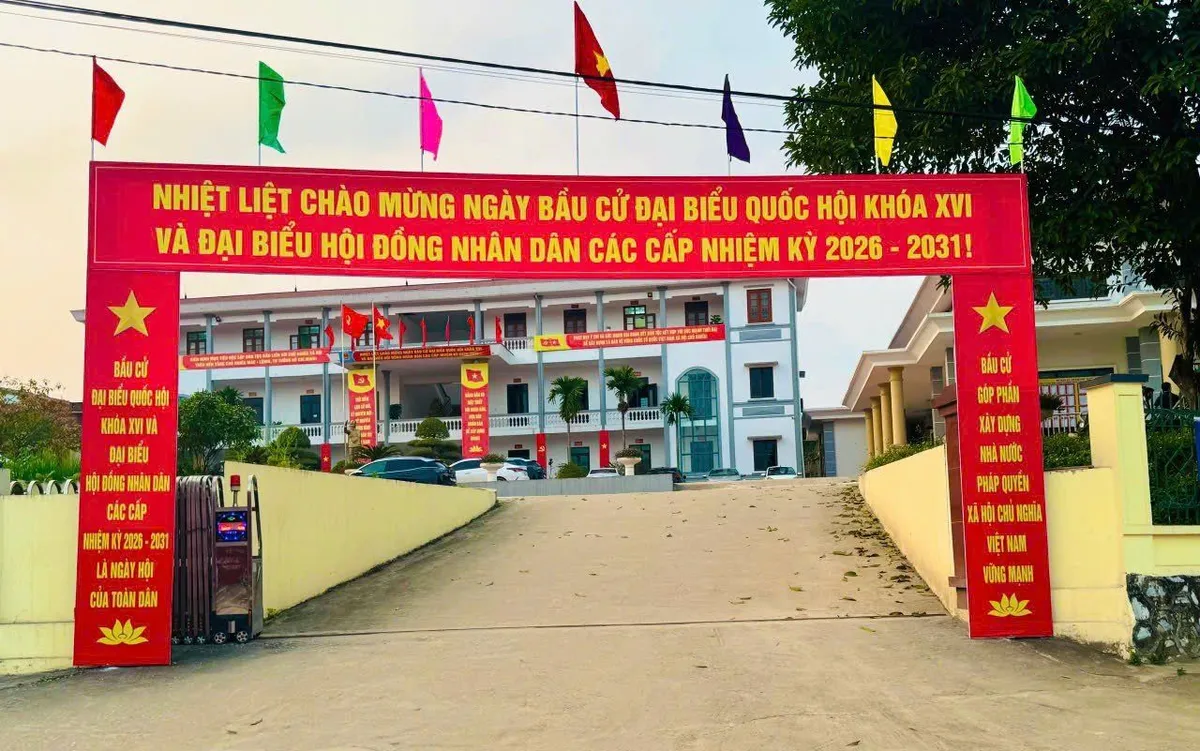 NHIỆT LIỆT CHÀO MỪNG NGÀY BẦU CỬ ĐẠI BIỂU QUỐC HỘI KHÓA XVI
VÀ ĐẠI BIỂU HỘI ĐỒNG NHÂN DÂN CÁC CẤP NHIỆM KỲ 2026 - 2031!
BẦU CỬ
ĐẠI BIỂU QUỐC HỘI
KHÓA XVI VÀ
ĐẠI BIỂU
HỘI ĐỒNG NHÂN DÂN
CÁC CẤP
NHIỆM KỲ 2026 - 2031
LÀ NGÀY HỘI
CỦA TOÀN DÂN
BẦU CỬ
GÓP PHẦN
XÂY DỰNG
NHÀ NƯỚC
PHÁP QUYỀN
XÃ HỘI CHỦ NGHĨA
VIỆT NAM
VỮNG MẠNH